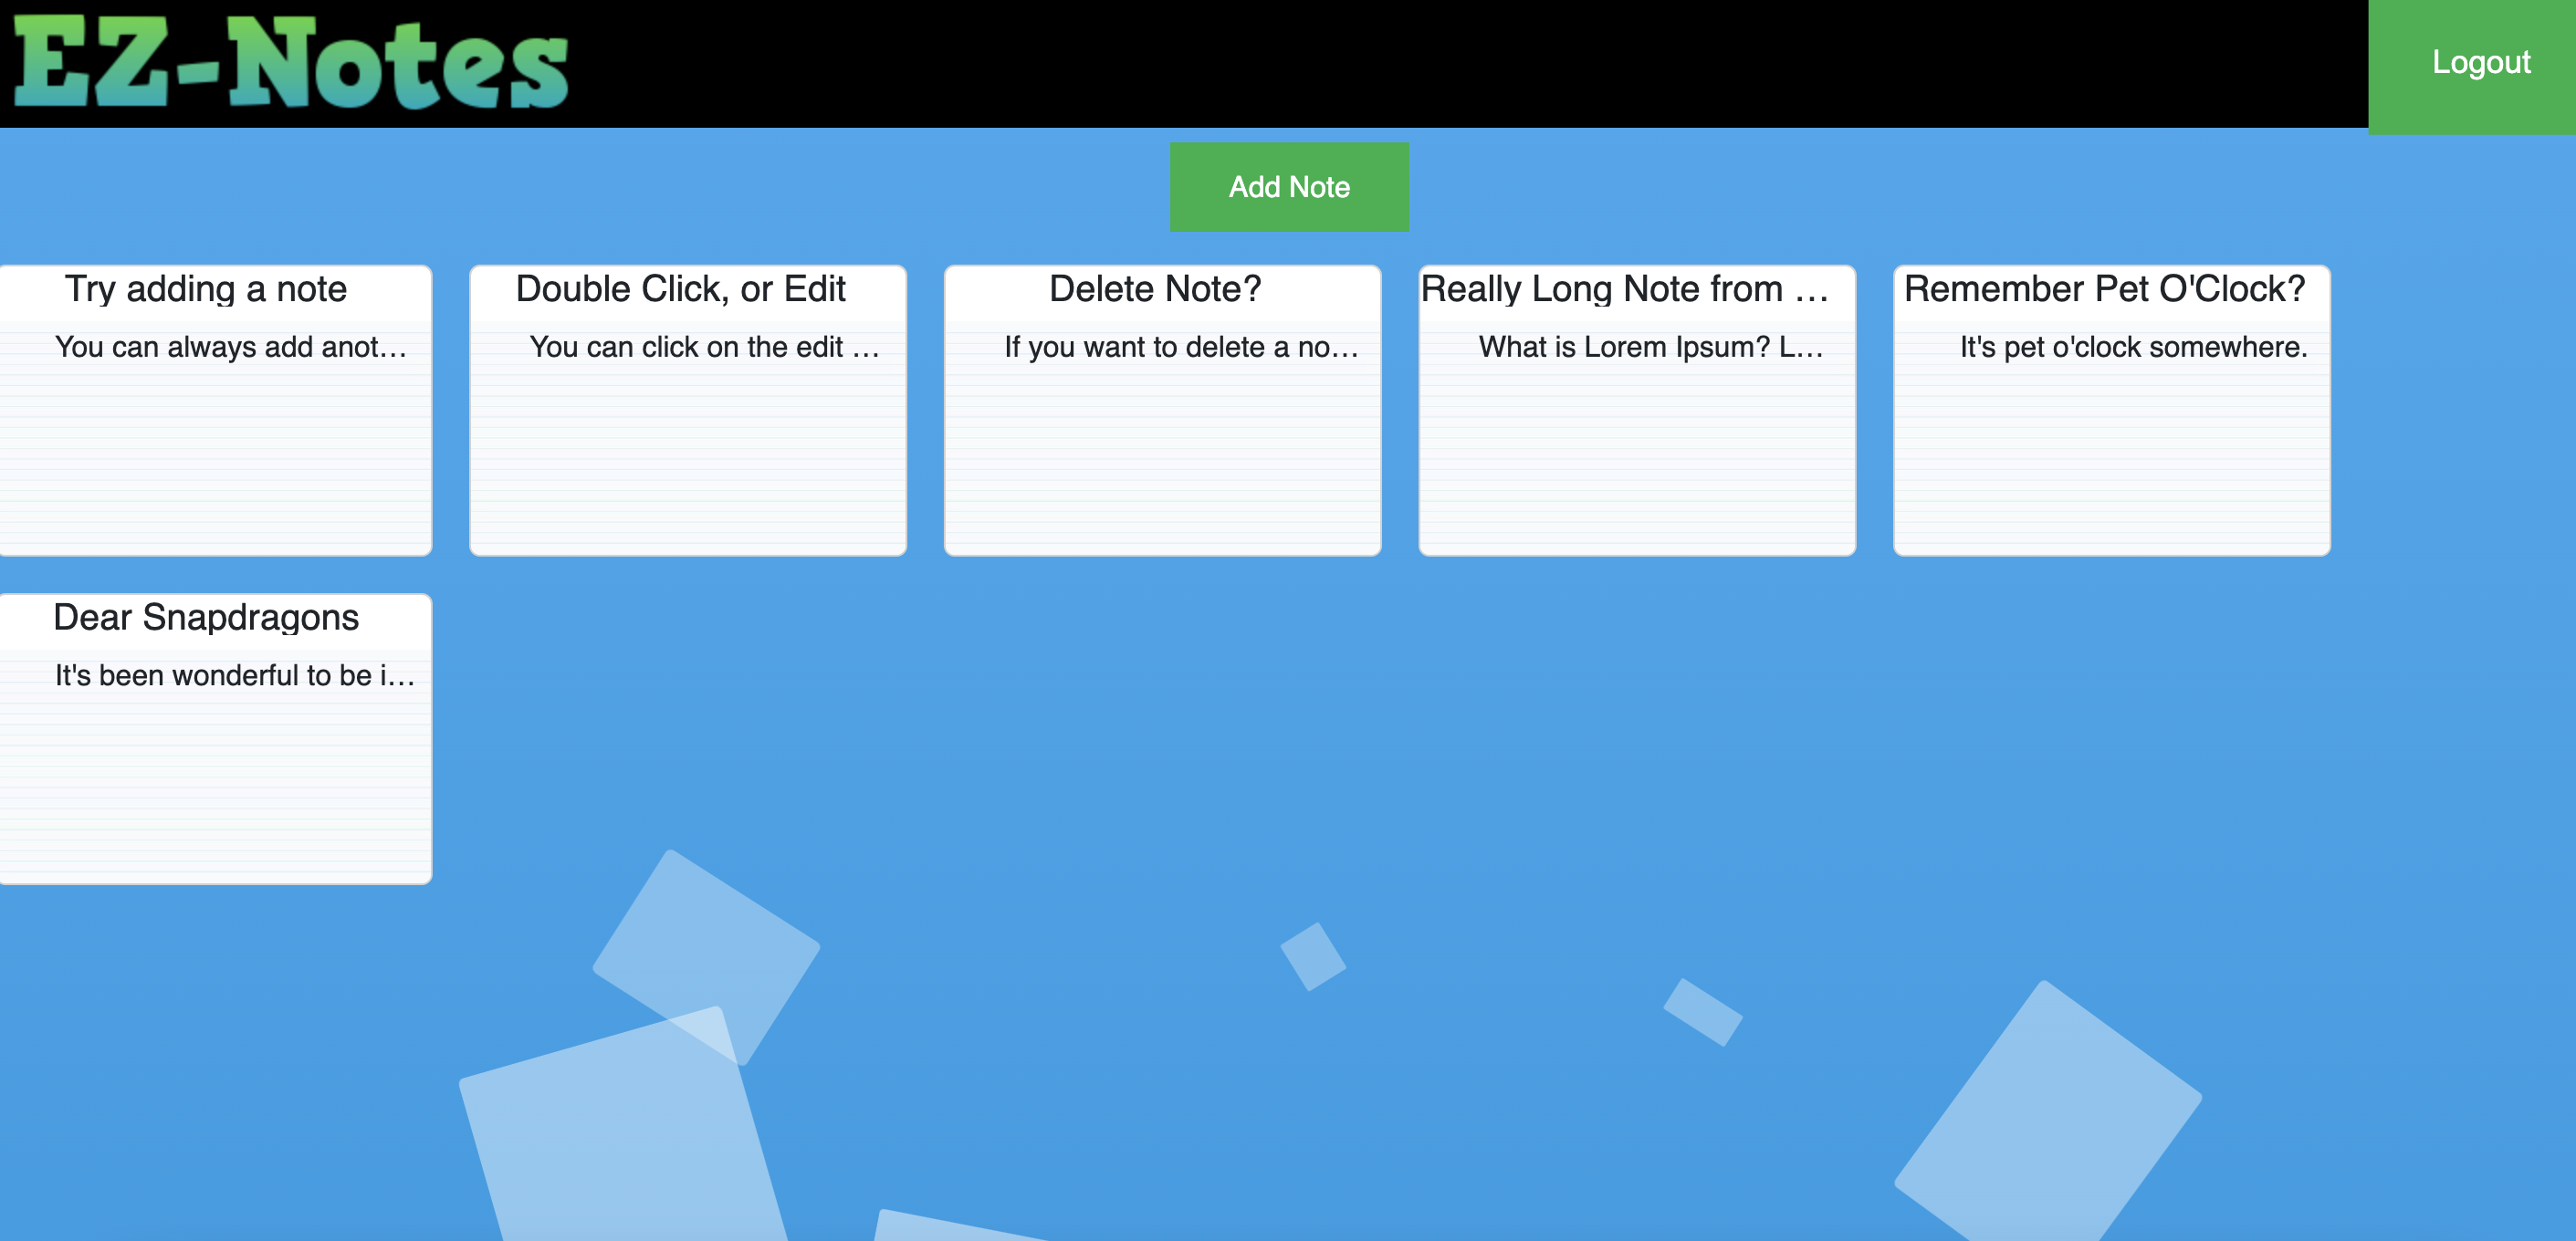 EZ-Notes
Logout
Add Note
Try adding a note
You can always add anot...
Double Click, or Edit
You can click on the edit ...
Delete Note?
If you want to delete a no...
Really Long Note from ...
What is Lorem Ipsum? L...
Remember Pet O'Clock?
It's pet o'clock somewhere.
Dear Snapdragons
It's been wonderful to be i...